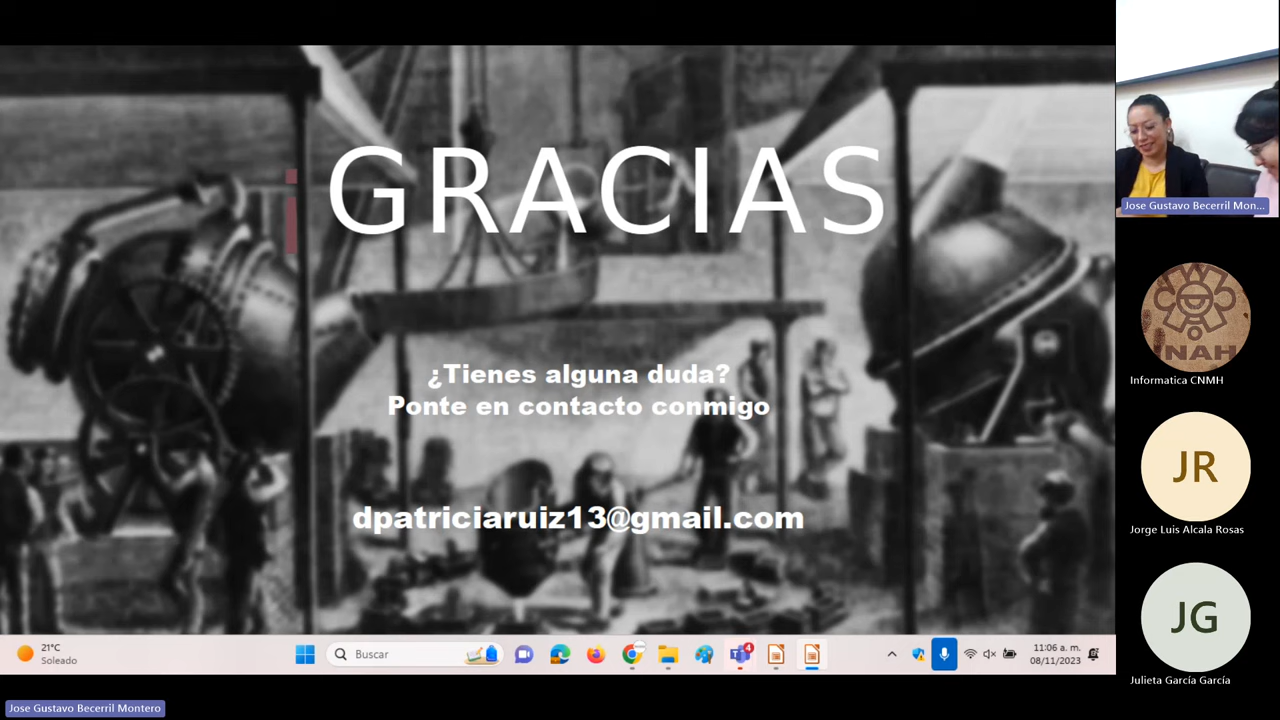 GRACIAS
¿Tienes alguna duda?
Ponte en contacto conmigo
dpatriciaruiz13@gmail.com
21°C
Soleado
Buscar
4
11:06 a. m.
08/11/2023
Jose Gustavo Becerril Montero
Jose Gustavo Becerril Mon...
INAH
Informatica CNMH
JR
Jorge Luis Alcala Rosas
JG
Julieta García García